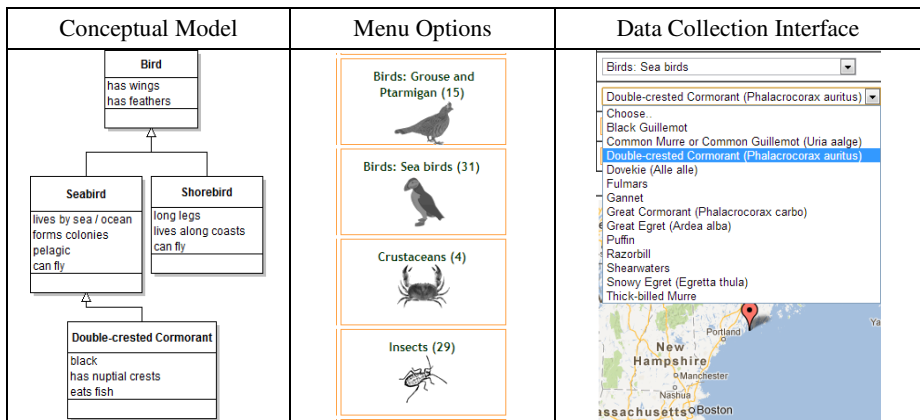 Conceptual Model
Menu Options
Data Collection Interface
Bird
has wings
has feathers
Seabird
lives by sea / ocean
forms colonies
pelagic
can fly
Shorebird
long legs
lives along coasts
can fly
Double-crested Cormorant
black
has nuptial crests
eats fish
Birds: Grouse and
Ptarmigan (15)
Birds: Sea birds (31)
Crustaceans (4)
Insects (29)
Birds: Sea birds
Double-crested Cormorant (Phalacrocorax auritus)
Choose..
Black Guillemot
Common Murre or Common Guillemot (Uria aalge)
Double-crested Cormorant (Phalacrocorax auritus)
Dovekie (Alle alle)
Fulmars
Gannet
Great Cormorant (Phalacrocorax carbo)
Great Egret (Ardea alba)
Puffin
Razorbill
Shearwaters
Snowy Egret (Egretta thula)
Thick-billed Murre
Portland
Ya
New
Hampshire
Manchester
Nashua
assachusetts Boston